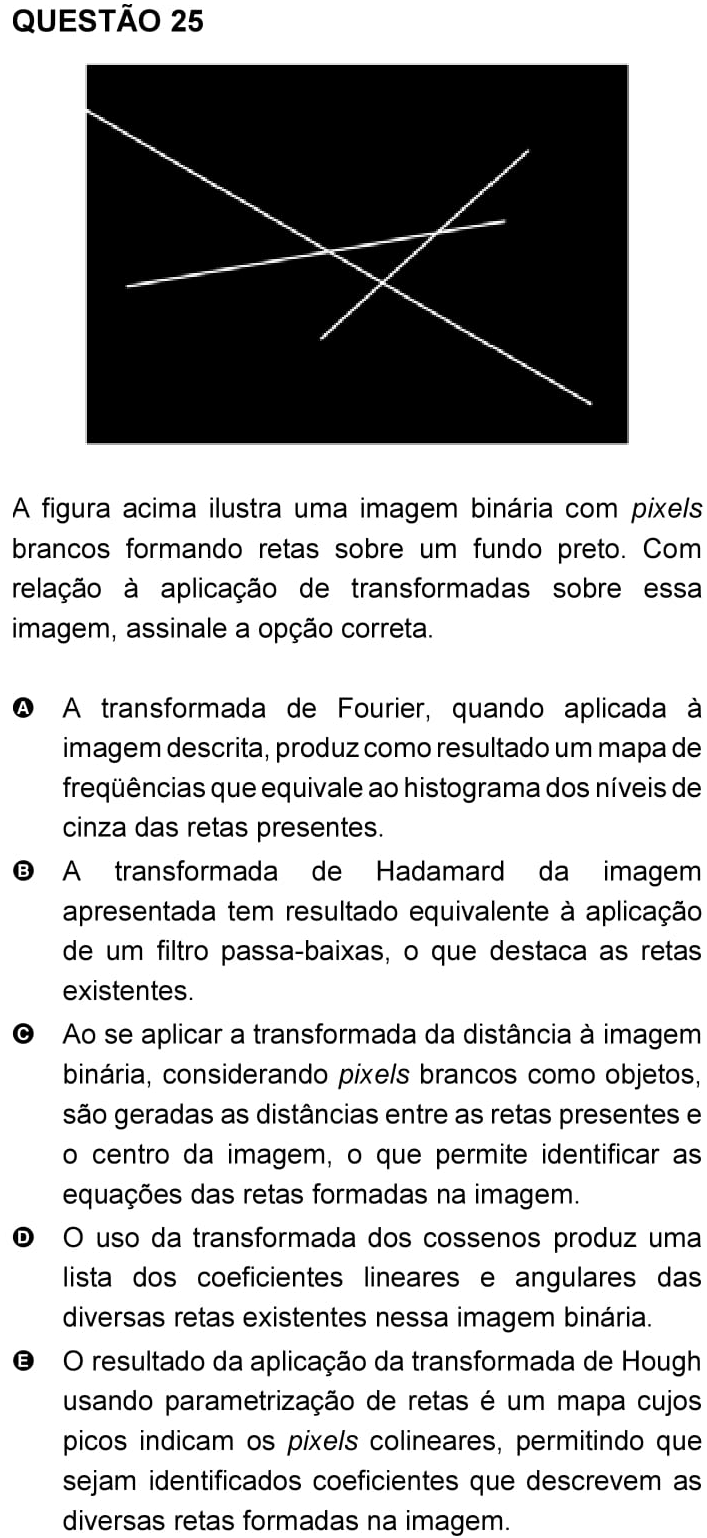 QUESTÃO 25
A figura acima ilustra uma imagem binária com pixels
brancos formando retas sobre um fundo preto. Com
relação à aplicação de transformadas sobre essa
imagem, assinale a opção correta.
A A transformada de Fourier, quando aplicada à
imagem descrita, produz como resultado um mapa de
freqüências que equivale ao histograma dos níveis de
cinza das retas presentes.
B A transformada de Hadamard da imagem
apresentada tem resultado equivalente à aplicação
de um filtro passa-baixas, o que destaca as retas
existentes.
C Ao se aplicar a transformada da distância à imagem
binária, considerando pixels brancos como objetos,
são geradas as distâncias entre as retas presentes e
o centro da imagem, o que permite identificar as
equações das retas formadas na imagem.
D O uso da transformada dos cossenos produz uma
lista dos coeficientes lineares e angulares das
diversas retas existentes nessa imagem binária.
E O resultado da aplicação da transformada de Hough
usando parametrização de retas é um mapa cujos
picos indicam os pixels colineares, permitindo que
sejam identificados coeficientes que descrevem as
diversas retas formadas na imagem.